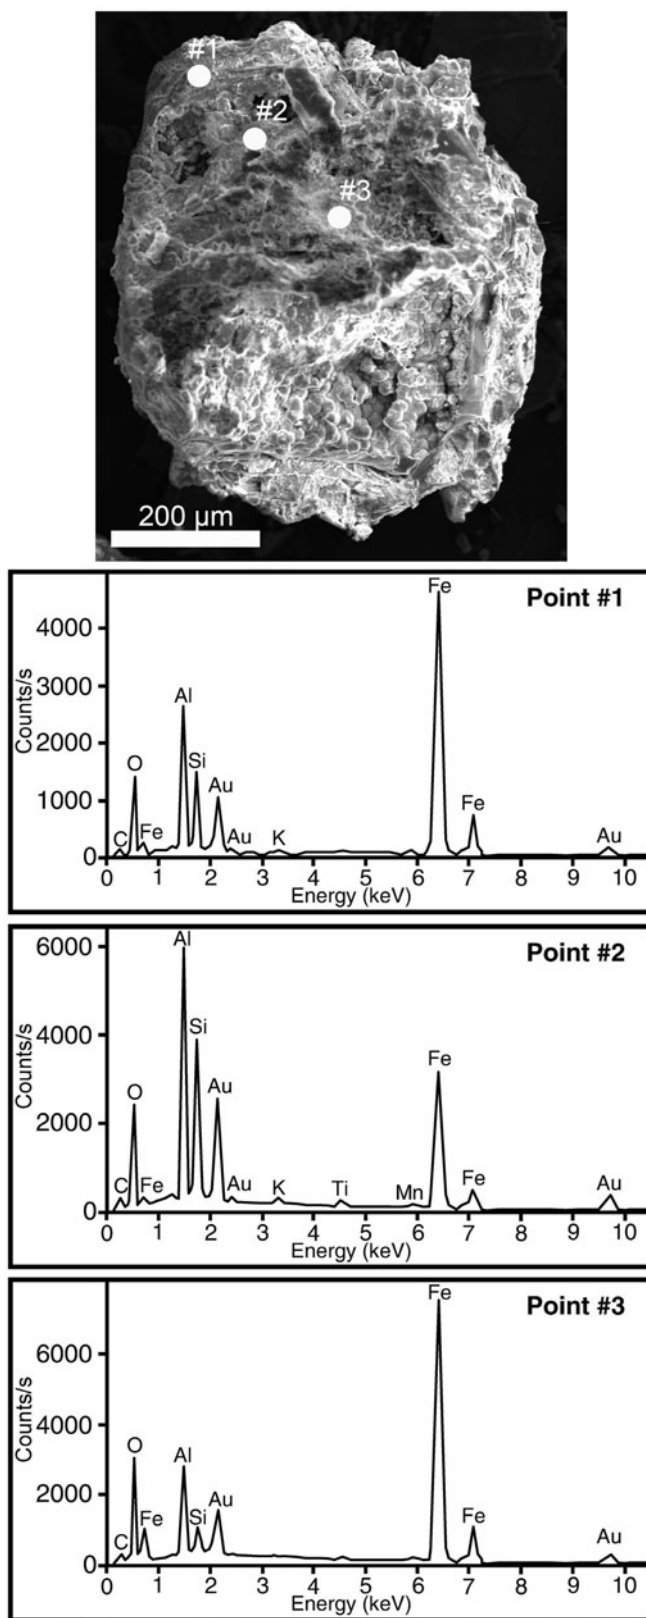 #1
#2
#3
200 µm
Point #1
Counts/s
4000
3000
2000
1000
0
C
O
Fe
Al
Si
Au
Au
K
Fe
Fe
Au
0 1 2 3 4 5 6 7 8 9 10
Energy (keV)
Point #2
Counts/s
6000
4000
2000
0
C
O
Fe
Al
Si
Au
Au
K
Ti
Mn
Fe
Fe
Au
0 1 2 3 4 5 6 7 8 9 10
Energy (keV)
Point #3
Counts/s
6000
4000
2000
0
C
O
Fe
Al
Si
Au
Fe
Fe
Au
0 1 2 3 4 5 6 7 8 9 10
Energy (keV)